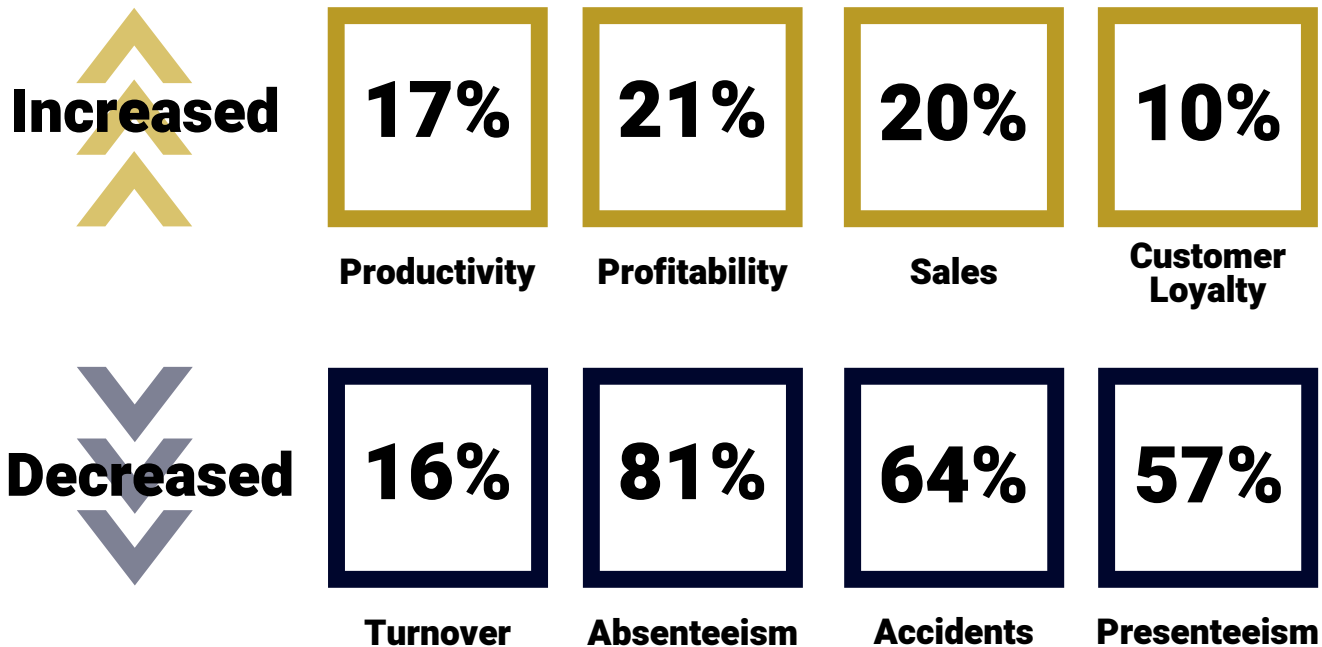 Increased
17%
21%
20%
10%
Productivity
Profitability
Sales
Customer
Loyalty
Decreased
16%
81%
64%
57%
Turnover
Absenteeism
Accidents
Presenteeism